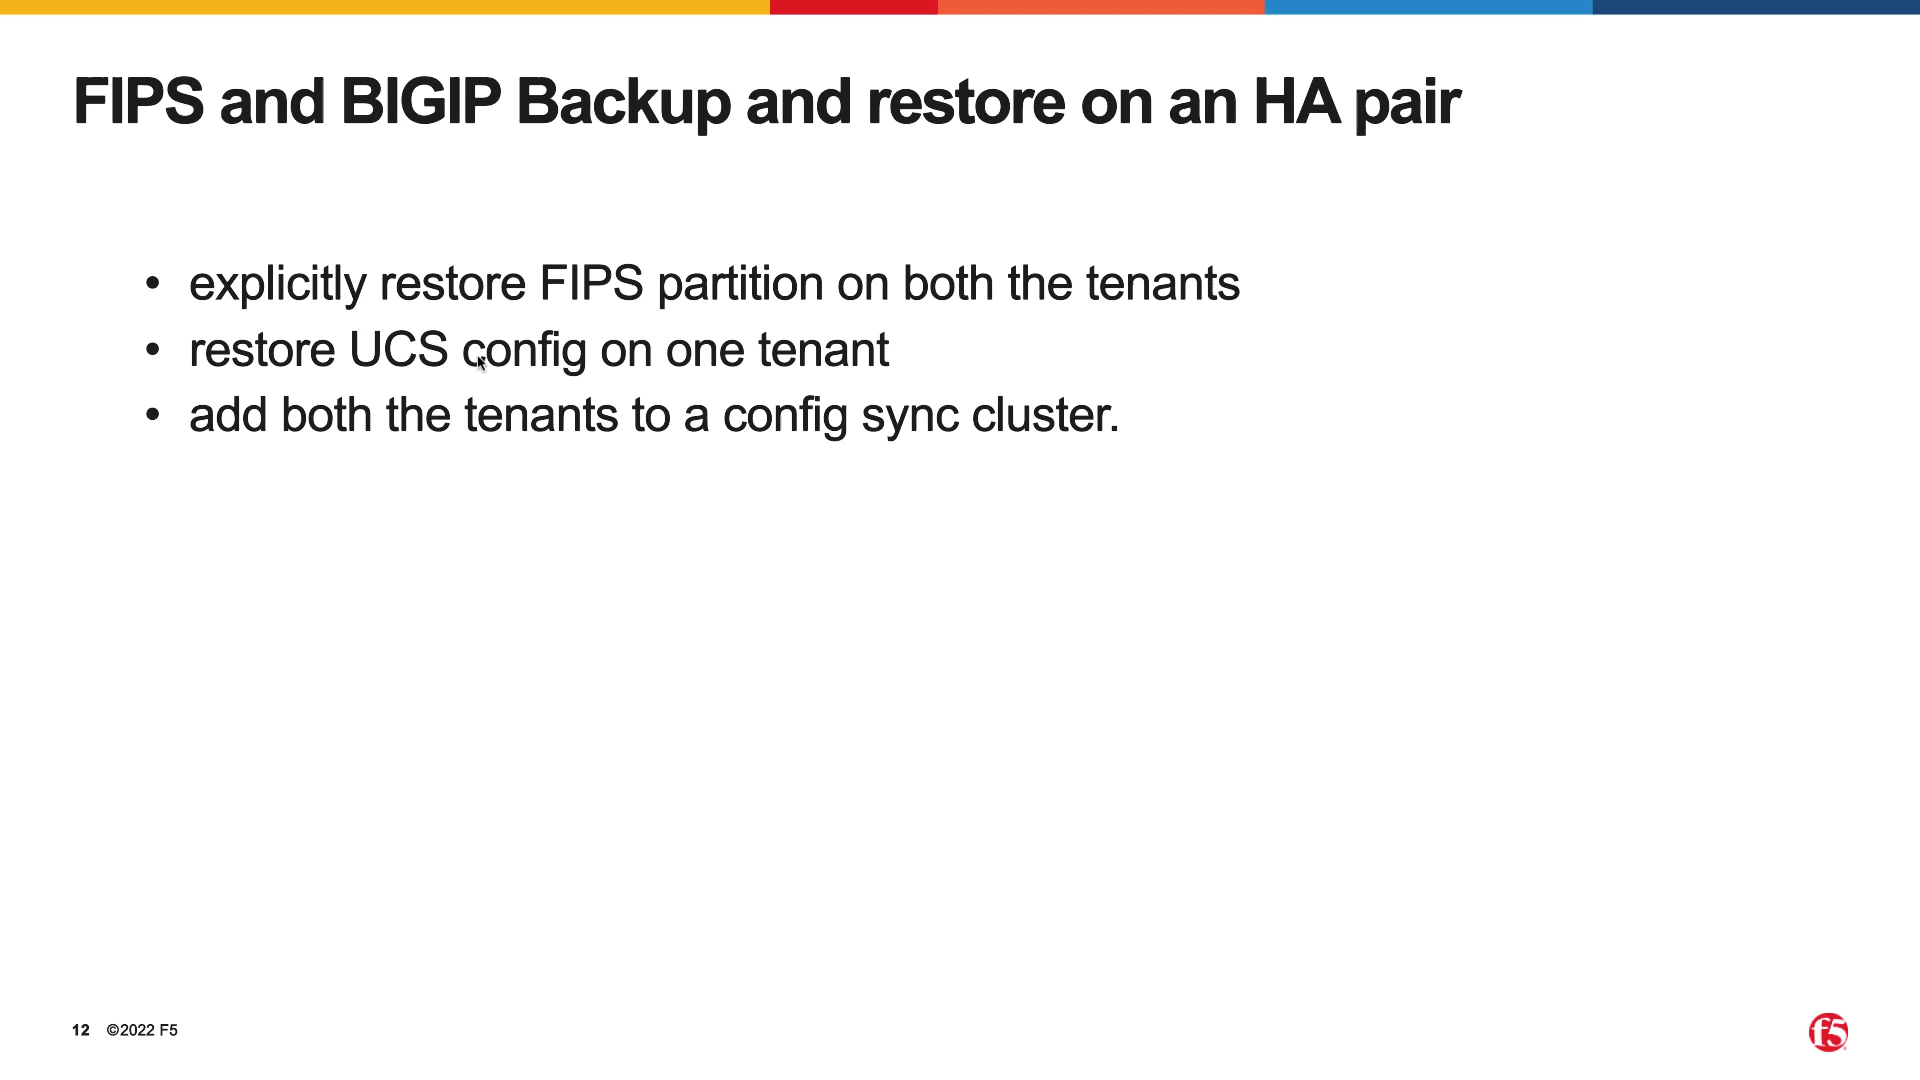 FIPS and BIGIP Backup and restore on an HA pair
• explicitly restore FIPS partition on both the tenants
• restore UCS config on one tenant
• add both the tenants to a config sync cluster.
12 ©2022 F5
f5